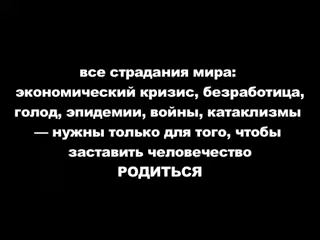 все страдания мира:
экономический кризис, безработица,
голод, эпидемии, войны, катаклизмы
— нужны только для того, чтобы
заставить человечество
РОДИТЬСЯ